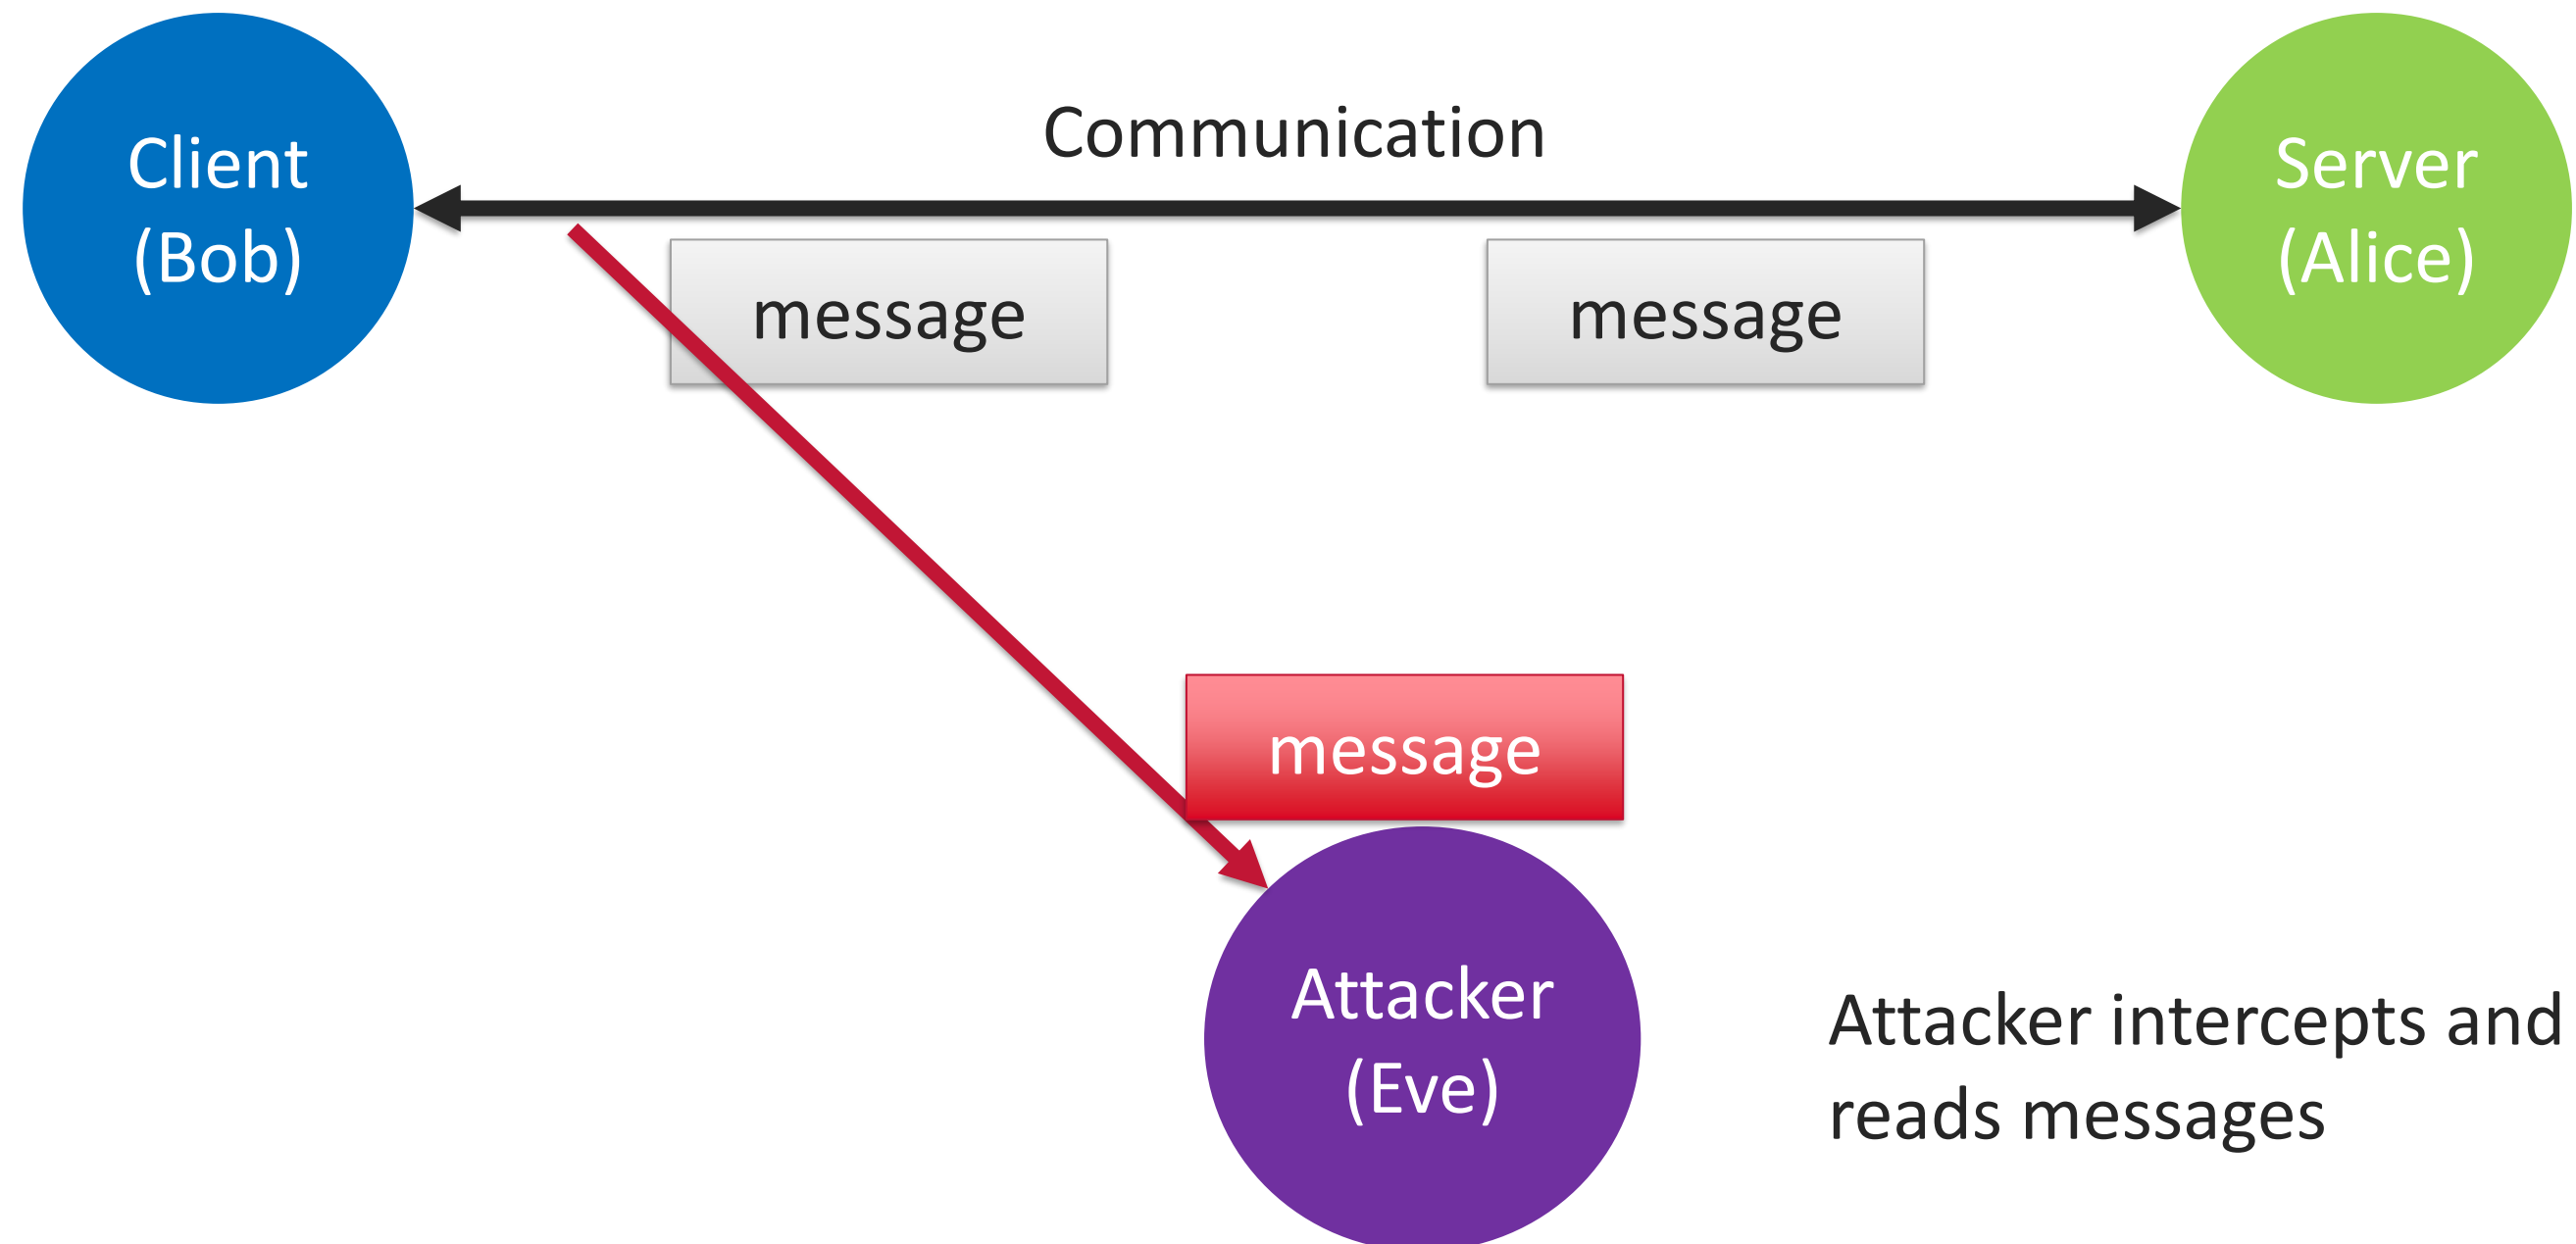 Communication
Client
(Bob)
Server
(Alice)
message
message
message
Attacker
(Eve)
Attacker intercepts and
reads messages